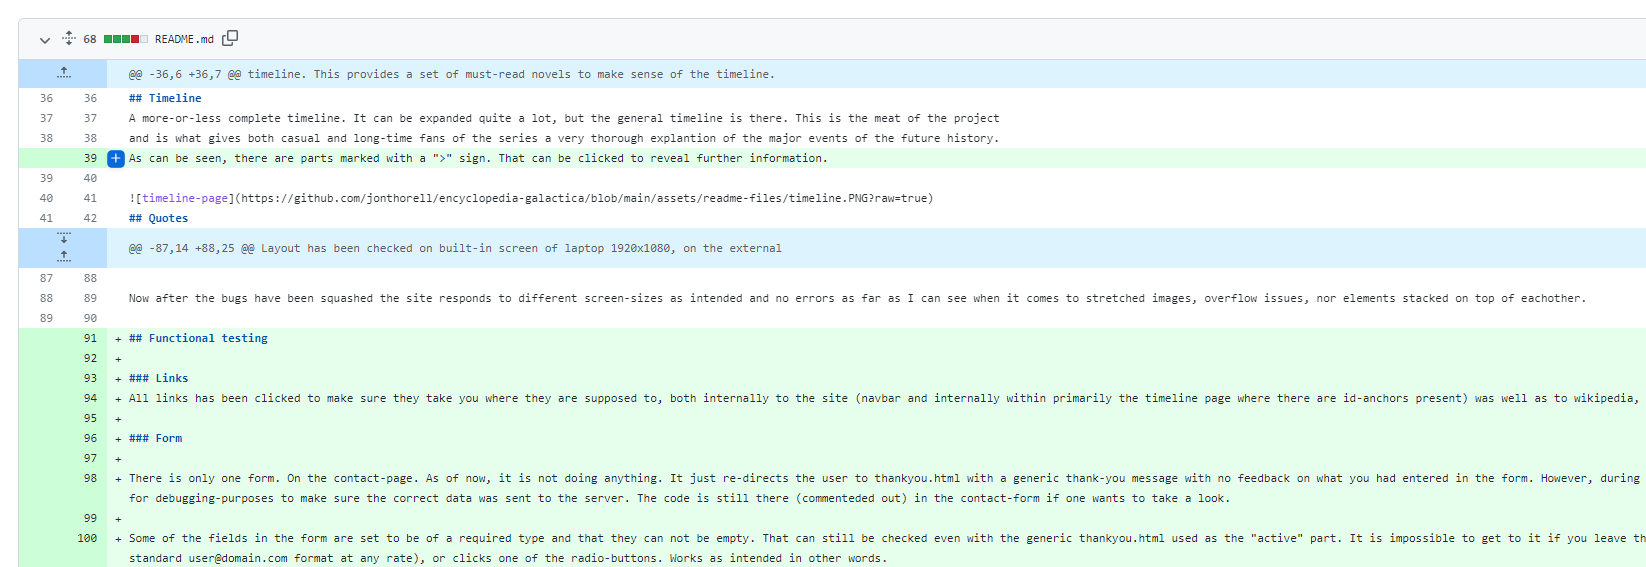 68 README.md
@@ -36,6 +36,7 @@ timeline. This provides a set of must-read novels to make sense of the timeline.
36 36 ## Timeline
37 37 A more-or-less complete timeline. It can be expanded quite a lot, but the general timeline is there. This is the meat of the project
38 38 and is what gives both casual and long-time fans of the series a very thorough explantion of the major events of the future history.
39 + As can be seen, there are parts marked with a ">" sign. That can be clicked to reveal further information.
39 40
40 41 ![timeline-page](https://github.com/jonthorell/encyclopedia-galactica/blob/main/assets/readme-files/timeline.PNG?raw=true)
41 42 ## Quotes
@@ -87,14 +88,25 @@ Layout has been checked on built-in screen of laptop 1920x1080, on the external
87 88
88 89 Now after the bugs have been squashed the site responds to different screen-sizes as intended and no errors as far as I can see when it comes to stretched images, overflow issues, nor elements stacked on top of eachother.
89 90
91 + ## Functional testing
92 +
93 + ### Links
94 + All links has been clicked to make sure they take you where they are supposed to, both internally to the site (navbar and internally within primarily the timeline page where there are id-anchors present) was well as to wikipedia,
95 +
96 + ### Form
97 +
98 + There is only one form. On the contact-page. As of now, it is not doing anything. It just re-directs the user to thankyou.html with a generic thank-you message with no feedback on what you had entered in the form. However, during
for debugging-purposes to make sure the correct data was sent to the server. The code is still there (commenteded out) in the contact-form if one wants to take a look.
99 +
100 + Some of the fields in the form are set to be of a required type and that they can not be empty. That can still be checked even with the generic thankyou.html used as the "active" part. It is impossible to get to it if you leave th
standard user@domain.com format at any rate), or clicks one of the radio-buttons. Works as intended in other words.